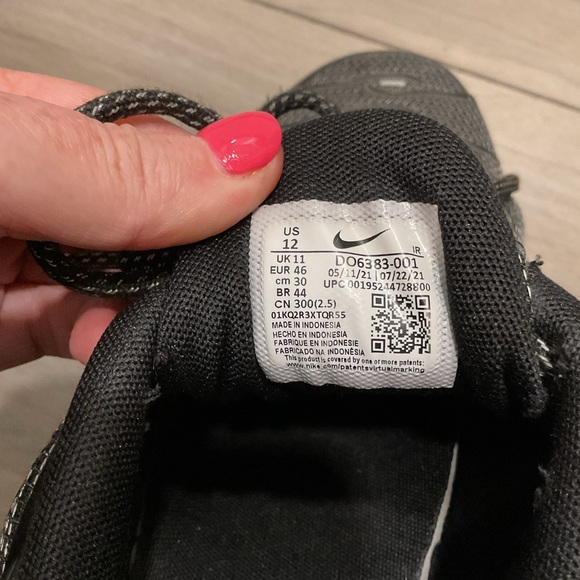 US
12
UK 11
EUR 46
cm 30
BR 44
CN 300(2.5)
01KQ2R3XTQR55
IR
DO6383-001
05/11/21 | 07/22/21
UPC 00195244728800
MADE IN INDONESIA
HECHO EN INDONESIA
FABRIQUE EN INDONESIE
FABRICADO NA INDONÉSIA
This product is covered by one of more patents:
www.nike.com/patentsvirtualmarking